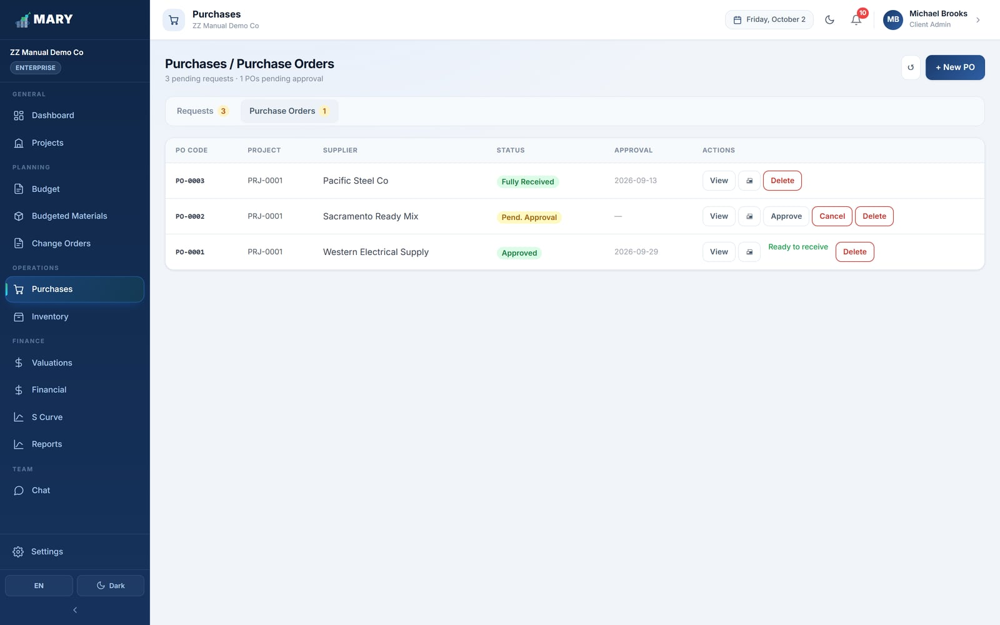 MARY
ZZ Manual Demo Co
ENTERPRISE
GENERAL
Dashboard
Projects
PLANNING
Budget
Budgeted Materials
Change Orders
OPERATIONS
Purchases
Inventory
FINANCE
Valuations
Financial
S Curve
Reports
TEAM
Chat
Settings
EN
Dark
Purchases
ZZ Manual Demo Co
Friday, October 2
10
MB
Michael Brooks
Client Admin
Purchases / Purchase Orders
3 pending requests · 1 POs pending approval
+ New PO
Requests 3
Purchase Orders 1
PO CODE PROJECT SUPPLIER STATUS APPROVAL ACTIONS
PO-0003 PRJ-0001 Pacific Steel Co Fully Received 2026-09-13 View Delete
PO-0002 PRJ-0001 Sacramento Ready Mix Pend. Approval — View Approve Cancel Delete
PO-0001 PRJ-0001 Western Electrical Supply Approved 2026-09-29 View Ready to receive Delete